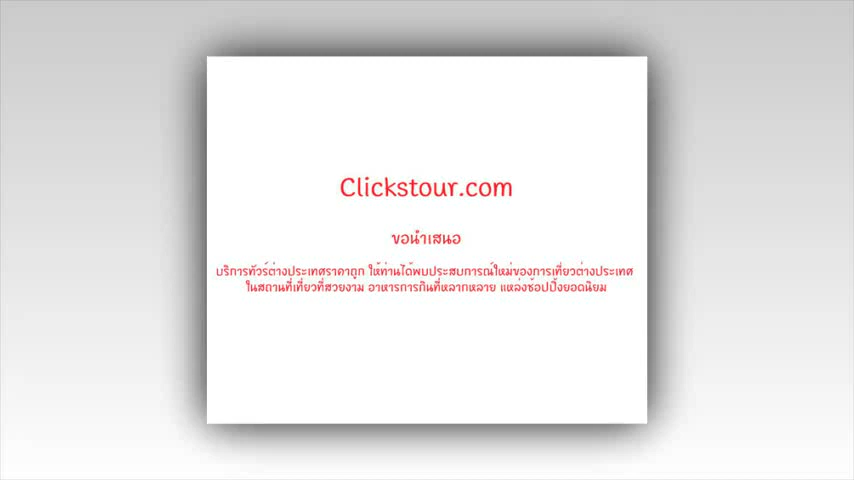 Clickstour.com
ขอนำเสนอ
บริการทัวร์ต่างประเทศราคาถูก ให้ท่านได้พบประสบการณ์ใหม่ของการเที่ยวต่างประเทศ
ในสถานที่เที่ยวที่สวยงาม อาหารการกินที่หลากหลาย แหล่งช้อปปิ้งยอดนิยม